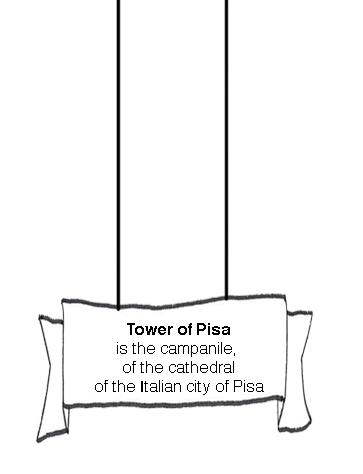 Tower of Pisa
is the campanile,
of the cathedral
of the Italian city of Pisa